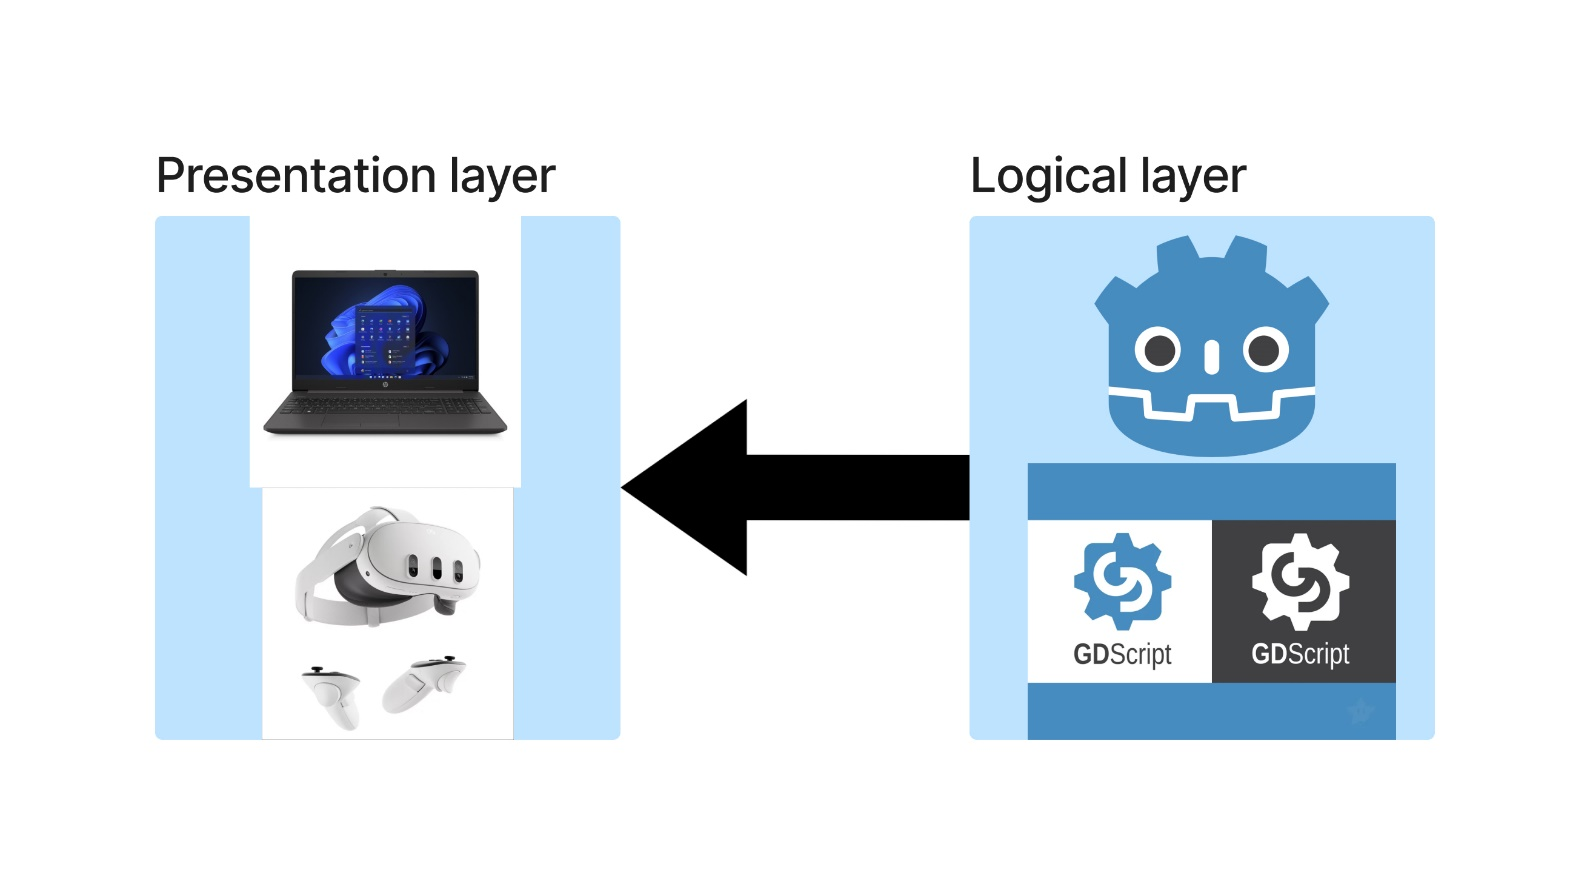 Presentation layer
Logical layer
GDScript
GDScript